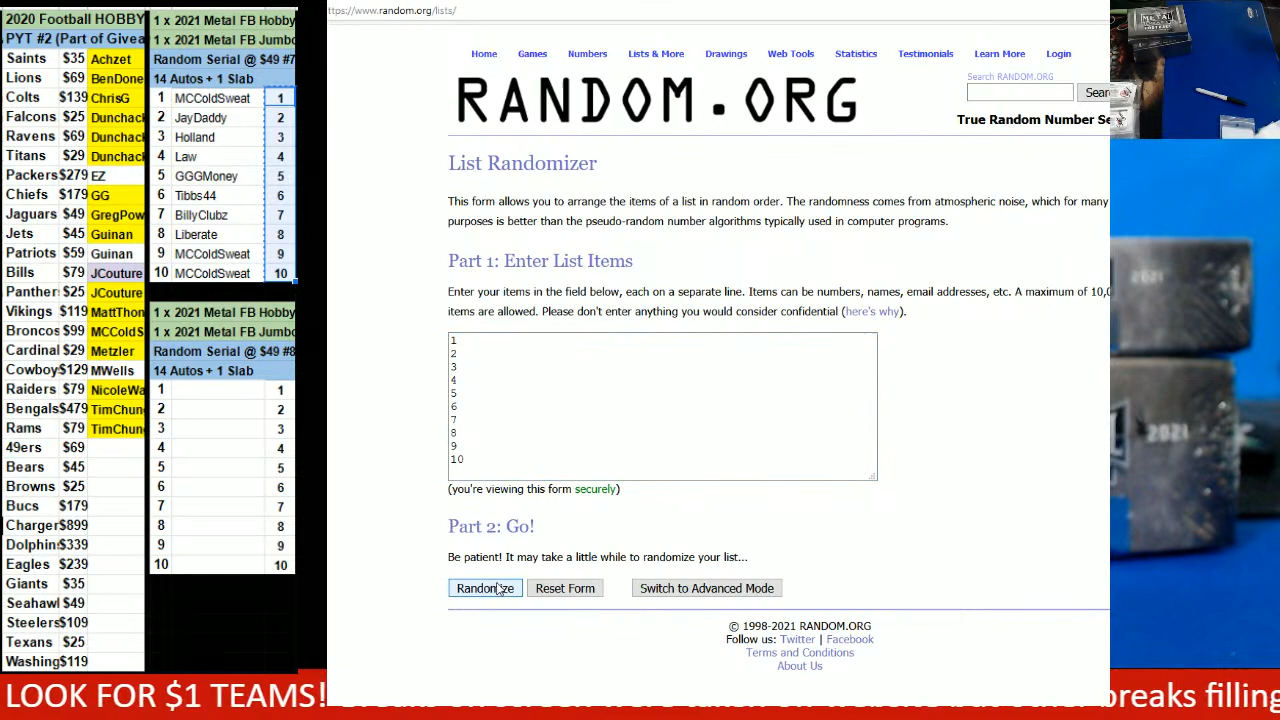 2020 Football HOBBY
PYT #2 (Part of Givea
Saints $35 Achzet
Lions $69 BenDone
Colts $139 ChrisG
Falcons $25 Dunchack
Ravens $69 Dunchack
Titans $29 Dunchack
Packers $279 EZ
Chiefs $179 GG
Jaguars $49 GregPow
Jets $45 Guinan
Patriots $59 Guinan
Bills $79 JCouture
Panther $25 JCouture
Vikings $119 MattThon
Broncos $99 MCColdS
Cardinal $29 Metzler
Cowboy $129 MWells
Raiders $79 NicoleWa
Bengals $479 TimChung
Rams $79 TimChung
49ers $69
Bears $45
Browns $25
Bucs $179
Charger $899
Dolphin $339
Eagles $239
Giants $35
Seahawl $49
Steelers $109
Texans $25
Washing $119
1 x 2021 Metal FB Hobby
1 x 2021 Metal FB Jumbo
Random Serial @ $49 #7
14 Autos + 1 Slab
1 MCColdSweat 1
2 JayDaddy 2
3 Holland 3
4 Law 4
5 GGGMoney 5
6 Tibbs44 6
7 BillyClubz 7
8 Liberate 8
9 MCColdSweat 9
10 MCColdSweat 10
1 x 2021 Metal FB Hobby
1 x 2021 Metal FB Jumbo
Random Serial @ $49 #8
14 Autos + 1 Slab
1 1
2 2
3 3
4 4
5 5
6 6
7 7
8 8
9 9
10 10
ttps://www.random.org/lists/
Home Games Numbers Lists & More Drawings Web Tools Statistics Testimonials Learn More Login
Search RANDOM.ORG
Sear
RANDOM.ORG
True Random Number Se
List Randomizer
This form allows you to arrange the items of a list in random order. The randomness comes from atmospheric noise, which for many
purposes is better than the pseudo-random number algorithms typically used in computer programs.
Part 1: Enter List Items
Enter your items in the field below, each on a separate line. Items can be numbers, names, email addresses, etc. A maximum of 10,0
items are allowed. Please don't enter anything you would consider confidential (here's why).
1
2
3
4
5
6
7
8
9
10
(you're viewing this form securely)
Part 2: Go!
Be patient! It may take a little while to randomize your list...
Randomize Reset Form Switch to Advanced Mode
© 1998-2021 RANDOM.ORG
Follow us: Twitter | Facebook
Terms and Conditions
About Us
METAL
2021
2021
LOOK FOR $1 TEAMS!
breaks filling